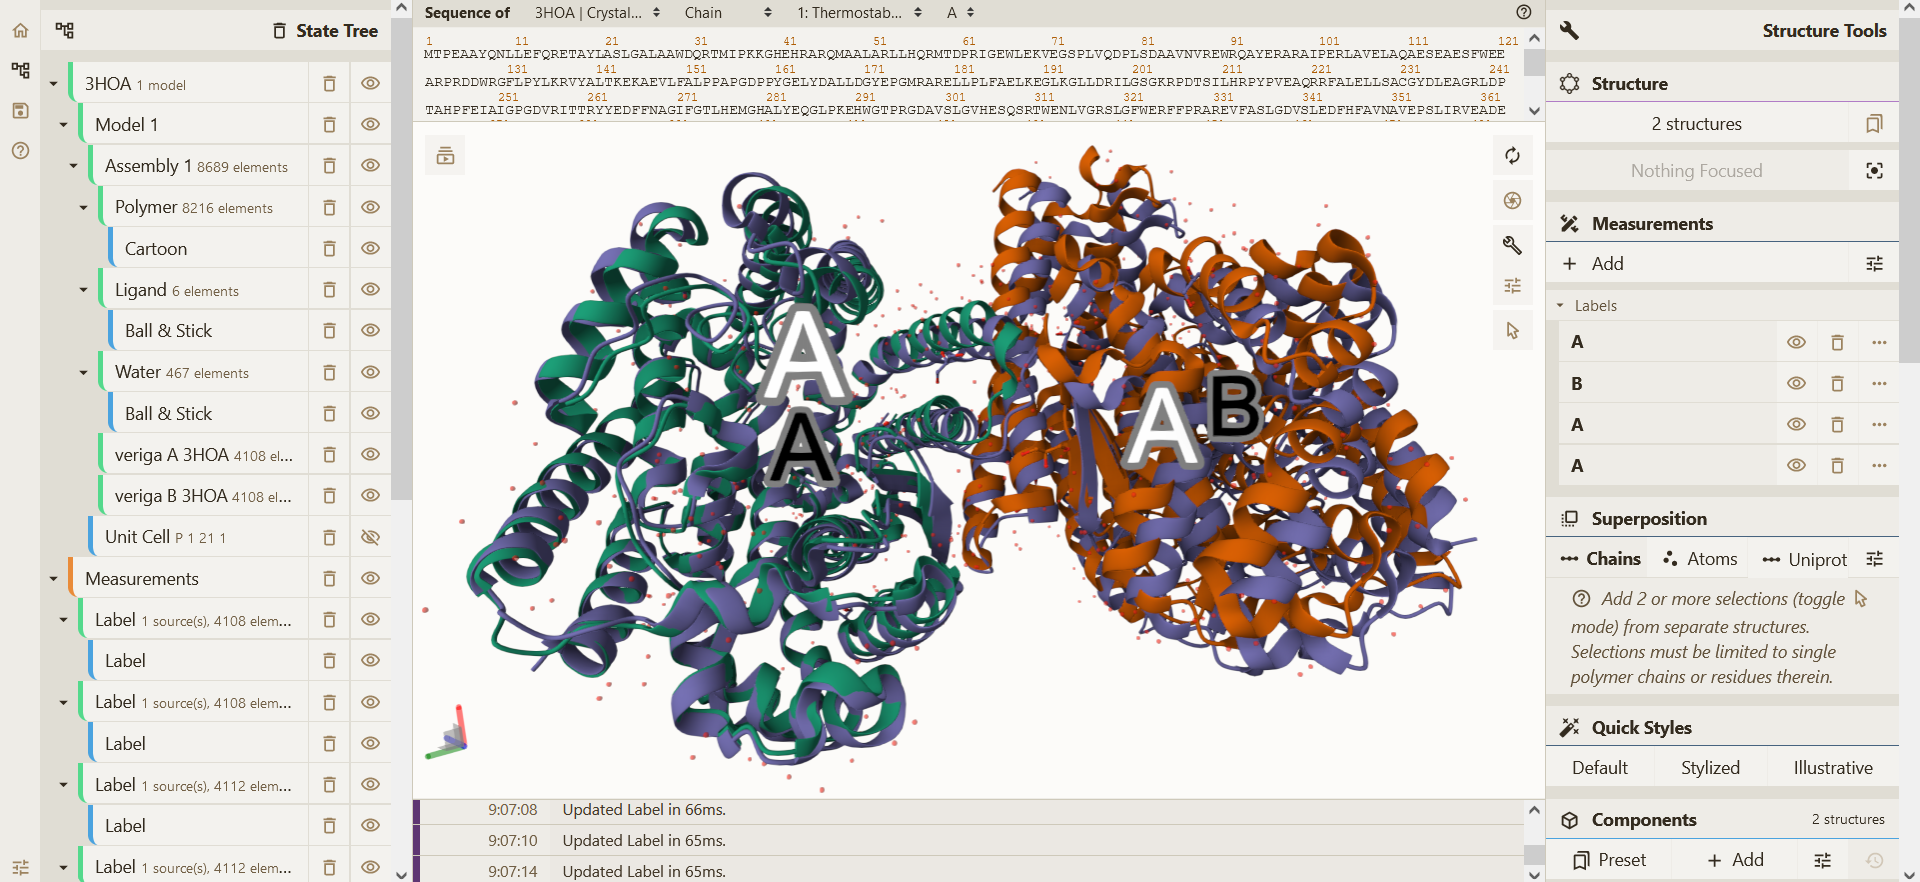 State Tree
3HOA 1 model
Model 1
Assembly 1 8689 elements
Polymer 8216 elements
Cartoon
Ligand 6 elements
Ball & Stick
Water 467 elements
Ball & Stick
veriga A 3HOA 4108 el...
veriga B 3HOA 4108 el...
Unit Cell P 1 21 1
Measurements
Label 1 source(s), 4108 elem...
Label
Label 1 source(s), 4108 elem...
Label
Label 1 source(s), 4112 elem...
Label
Label 1 source(s), 4112 elem...
Sequence of 3HOA | Crystal... Chain 1: Thermostab... A
1 11 21 31 41 51 61 71 81 91 101 111 121
MTPEAAYQNLLEFQRETAYLASLGALAAWDQRTMIPKKGHEHRARQMAALARLLHQRMTDPRIGEWLEKVEGSPLVQDPLSDAAVNVREWRQAYERARAIPERLAVELAQAESEAESFWEE
131 141 151 161 171 181 191 201 211 221 231 241
ARPRDDWRGFLPYLKRVYALTKEKAEVLFALPPAPGDPPYGELYDALLDGYEPGMRARELLPLFAELKEGLKGLLDRILGSGKRPDTSILHRPYPVEAQRRFALELLSACGYDLEAGRLDP
251 261 271 281 291 301 311 321 331 341 351 361
TAHPFEIAIGPGDVRITTRYYEDFFNAGIFGTLHEMGHALYEQGLPKEHWGTPRGDAVSLGVHESQSRTWENLVGRSLGFWERFFPRAREVFASLGDVSLEDFHFAVNAVEPSLIRVEADE
A
A
A
B
9:07:08 Updated Label in 66ms.
9:07:10 Updated Label in 65ms.
9:07:14 Updated Label in 65ms.
Structure Tools
Structure
2 structures
Nothing Focused
Measurements
Add
Labels
A
B
A
A
Superposition
Chains Atoms Uniprot
Add 2 or more selections (toggle
mode) from separate structures.
Selections must be limited to single
polymer chains or residues therein.
Quick Styles
Default Stylized Illustrative
Components 2 structures
Preset Add